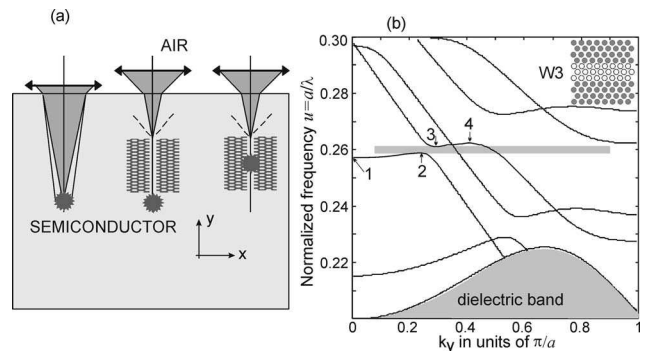 (a)
AIR
SEMICONDUCTOR
y
x
(b)
Normalized frequency u=a/λ
0.30
0.28
0.26
0.24
0.22
W3
1
2
3
4
dielectric band
0 0.2 0.4 0.6 0.8 1
ky in units of π/a